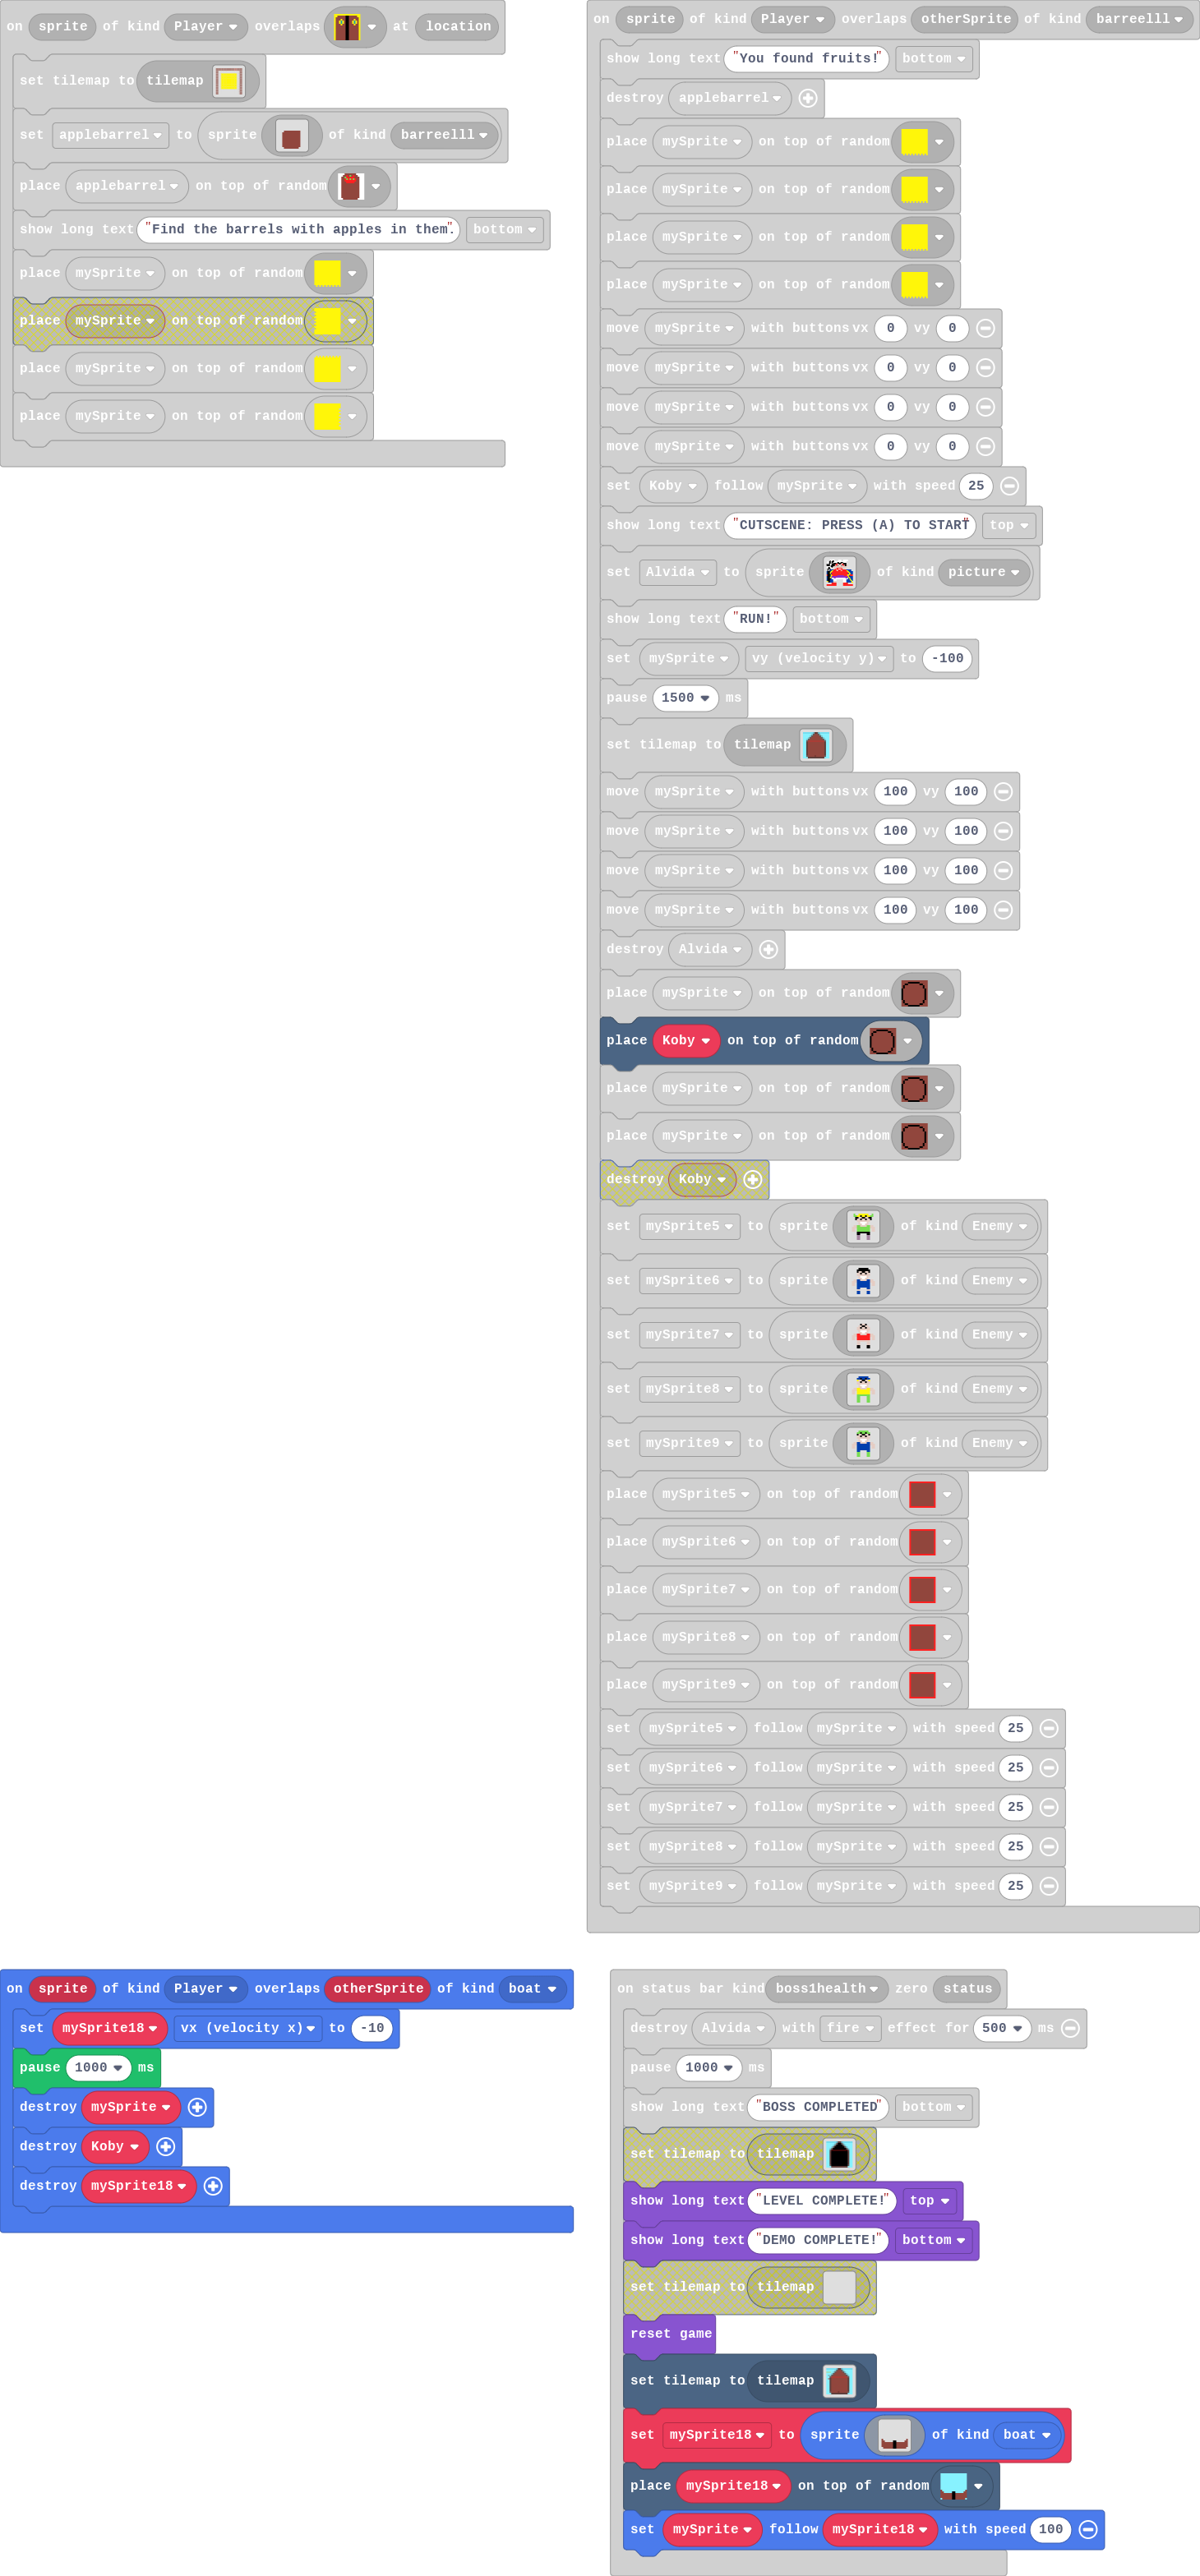 on sprite of kind Player overlaps at location
set tilemap to tilemap
set applebarrel to sprite of kind barreelll
place applebarrel on top of random
show long text "Find the barrels with apples in them." bottom
place mySprite on top of random
place mySprite on top of random
place mySprite on top of random
place mySprite on top of random
on sprite of kind Player overlaps otherSprite of kind barreelll
show long text "You found fruits!" bottom
destroy applebarrel
place mySprite on top of random
place mySprite on top of random
place mySprite on top of random
place mySprite on top of random
move mySprite with buttons vx 0 vy 0
move mySprite with buttons vx 0 vy 0
move mySprite with buttons vx 0 vy 0
move mySprite with buttons vx 0 vy 0
set Koby follow mySprite with speed 25
show long text "CUTSCENE: PRESS (A) TO START" top
set Alvida to sprite of kind picture
show long text "RUN!" bottom
set mySprite vy (velocity y) to -100
pause 1500 ms
set tilemap to tilemap
move mySprite with buttons vx 100 vy 100
move mySprite with buttons vx 100 vy 100
move mySprite with buttons vx 100 vy 100
move mySprite with buttons vx 100 vy 100
destroy Alvida
place mySprite on top of random
place Koby on top of random
place mySprite on top of random
place mySprite on top of random
destroy Koby
set mySprite5 to sprite of kind Enemy
set mySprite6 to sprite of kind Enemy
set mySprite7 to sprite of kind Enemy
set mySprite8 to sprite of kind Enemy
set mySprite9 to sprite of kind Enemy
place mySprite5 on top of random
place mySprite6 on top of random
place mySprite7 on top of random
place mySprite8 on top of random
place mySprite9 on top of random
set mySprite5 follow mySprite with speed 25
set mySprite6 follow mySprite with speed 25
set mySprite7 follow mySprite with speed 25
set mySprite8 follow mySprite with speed 25
set mySprite9 follow mySprite with speed 25
on sprite of kind Player overlaps otherSprite of kind boat
set mySprite18 vx (velocity x) to -10
pause 1000 ms
destroy mySprite
destroy Koby
destroy mySprite18
on status bar kind boss1health zero status
destroy Alvida with fire effect for 500 ms
pause 1000 ms
show long text "BOSS COMPLETED" bottom
set tilemap to tilemap
show long text "LEVEL COMPLETE!" top
show long text "DEMO COMPLETE!" bottom
set tilemap to tilemap
reset game
set tilemap to tilemap
set mySprite18 to sprite of kind boat
place mySprite18 on top of random
set mySprite follow mySprite18 with speed 100